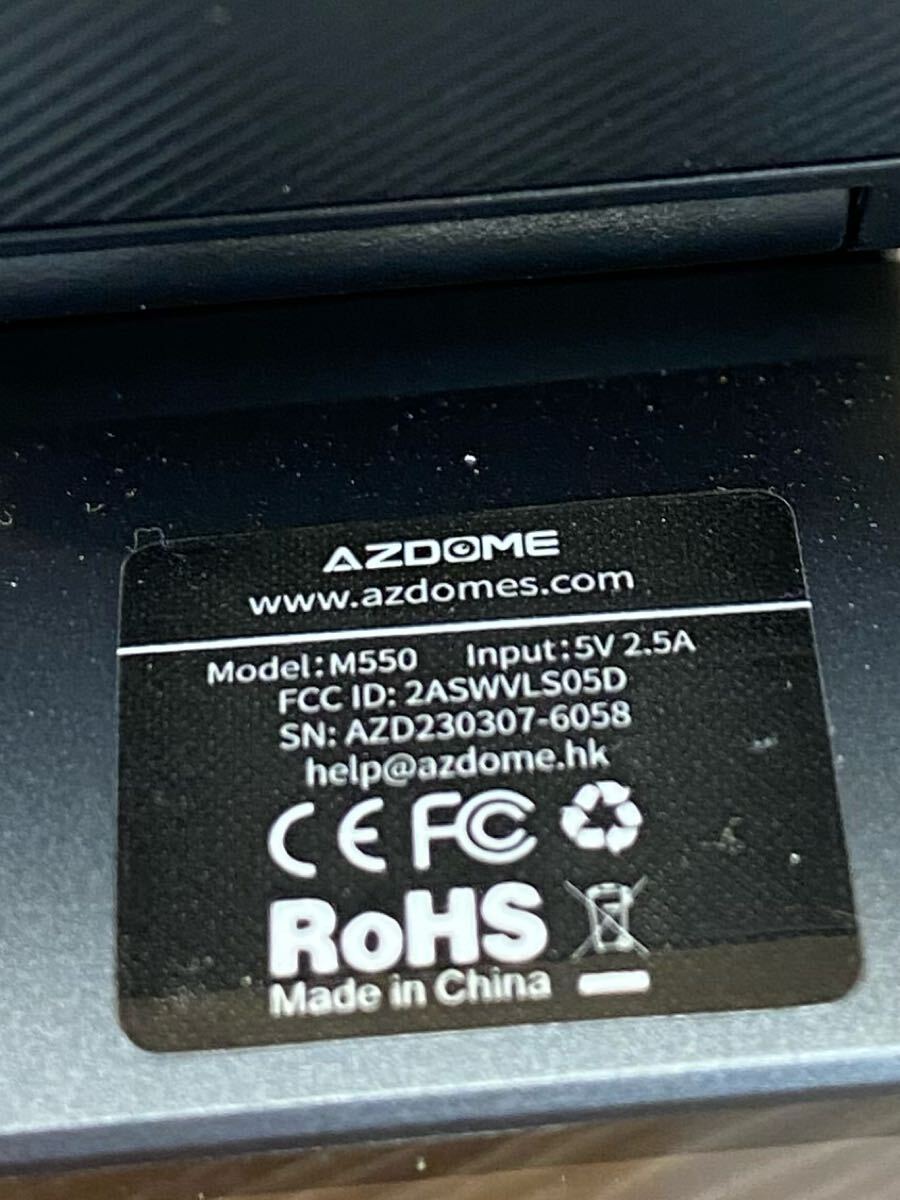 AZDOME
www.azdomes.com
Model:M550 Input:5V 2.5A
FCC ID: 2ASWVLS05D
SN: AZD230307-6058
help@azdome.hk
CE FC
RoHS
Made in China